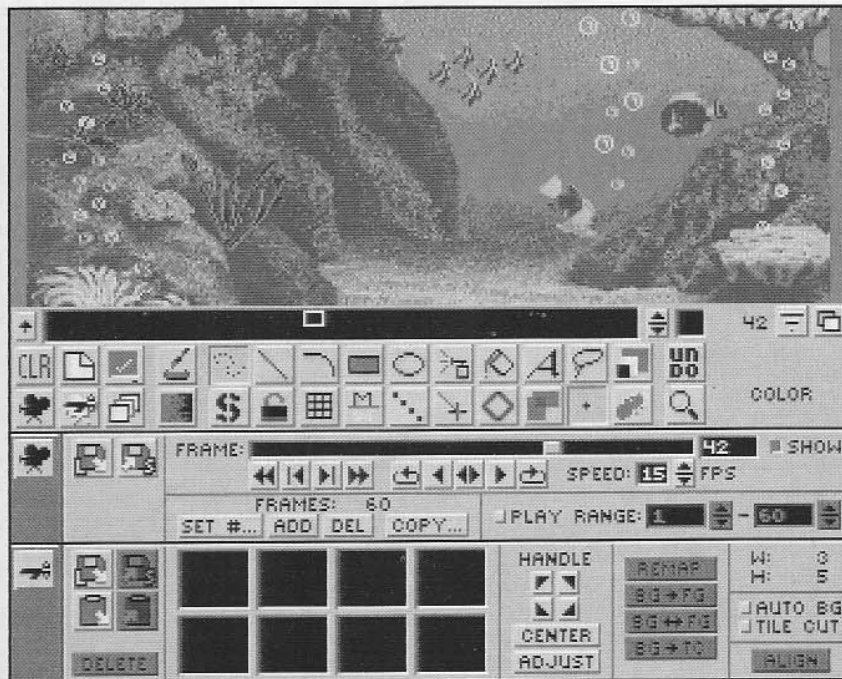 42
CLR
A
UN
DO
$
COLOR
FRAME: 42 SHOW
SPEED: 15 FPS
FRAMES: 60
SET #... ADD DEL COPY...
PLAY RANGE: 1 - 60
HANDLE
CENTER
ADJUST
REMAP
BG→FG
BG↔FG
BG→TC
W: 3
H: 5
AUTO BG
TILE CUT
ALIGN
DELETE